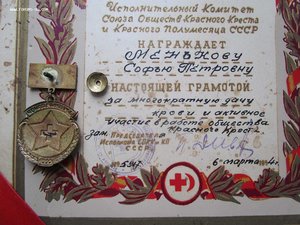 Исполнительный Комитет
Союза Обществ Красного Креста
и Красного Полумесяца СССР
НАГРАЖДАЕТ
Софью Петровну
НАСТОЯЩЕЙ ГРАМОТОЙ
за многократную дачу
крови и активное
участие в работе общества
Красного Креста
Зам. Председателя
Исполкома СОКК и КП
СССР
6 марта